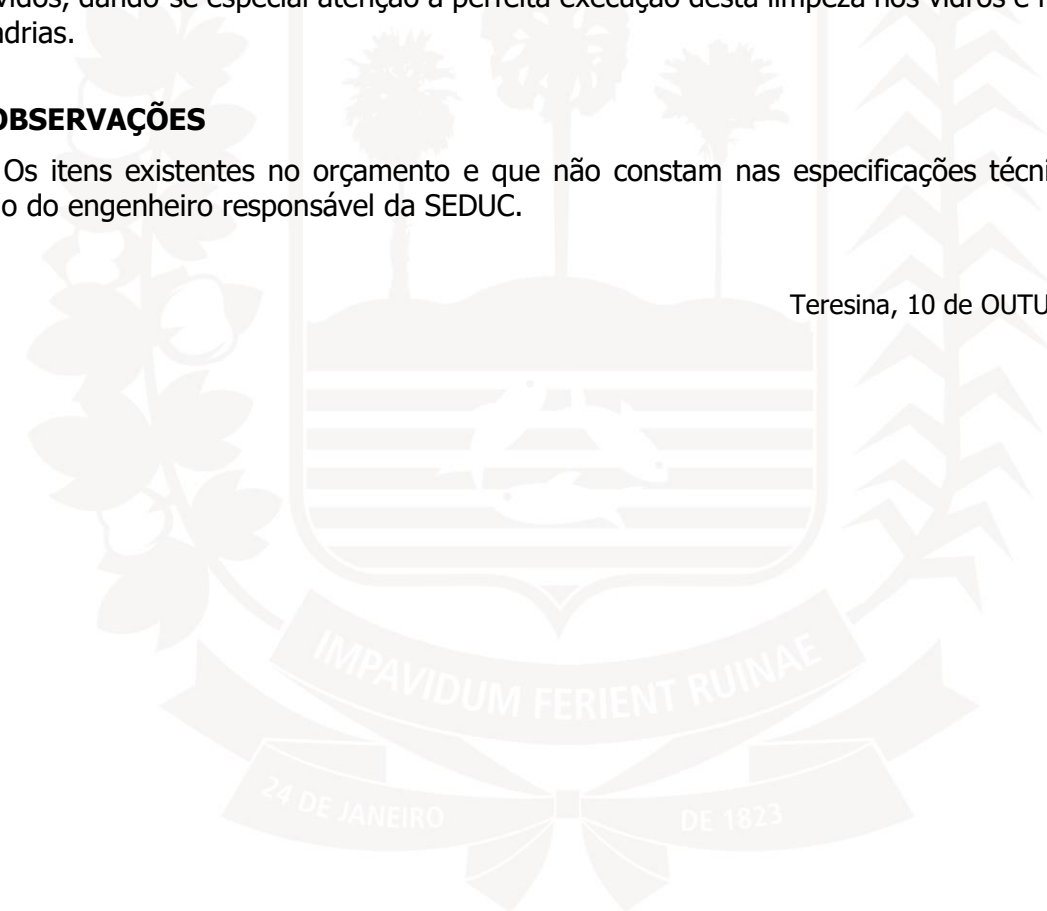 vidos, dando-se especial atenção à perfeita execução desta limpeza nos vidros e
drias.
OBSERVAÇÕES
Os itens existentes no orçamento e que não constam nas especificações técni
o do engenheiro responsável da SEDUC.
Teresina, 10 de OUTU
IMPAVIDUM FERIENT RUINAE
24 DE JANEIRO DE 1823